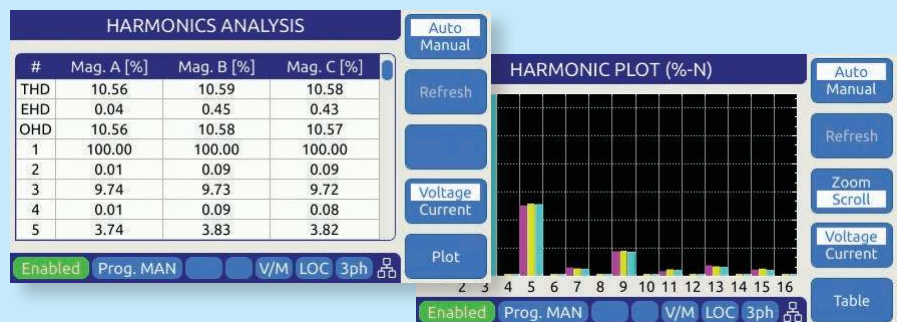 HARMONICS ANALYSIS
# Mag. A [%] Mag. B [%] Mag. C [%]
THD 10.56 10.59 10.58
EHD 0.04 0.45 0.43
OHD 10.56 10.58 10.57
1 100.00 100.00 100.00
2 0.01 0.09 0.09
3 9.74 9.73 9.72
4 0.01 0.09 0.08
5 3.74 3.83 3.82
Auto
Manual
Refresh
Voltage
Current
Plot
Enabled Prog. MAN V/M LOC 3ph
HARMONIC PLOT (%-N)
Auto
Manual
Refresh
Zoom
Scroll
Voltage
Current
Table
2 3 4 5 6 7 8 9 10 11 12 13 14 15 16
Enabled Prog. MAN V/M LOC 3ph